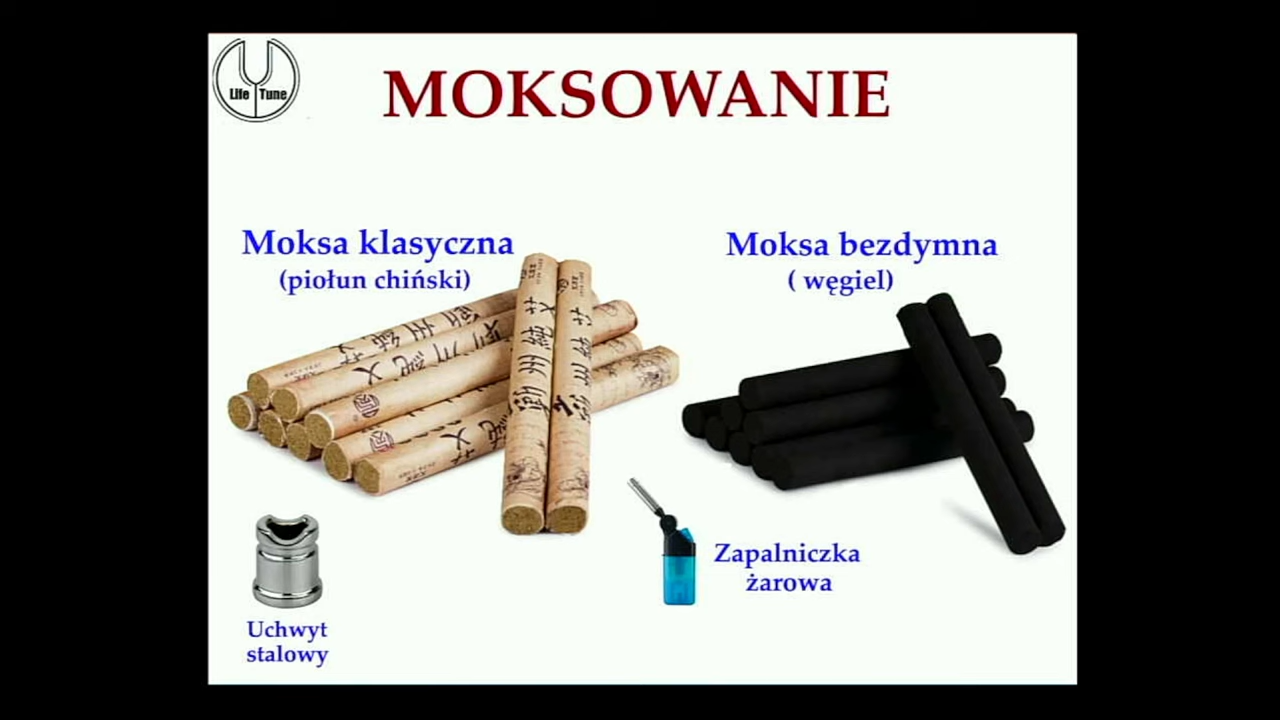 Life Tune
MOKSOWANIE
Moksa klasyczna
(piołun chiński)
Moksa bezdymna
( węgiel)
Zapalniczka
żarowa
Uchwyt
stalowy